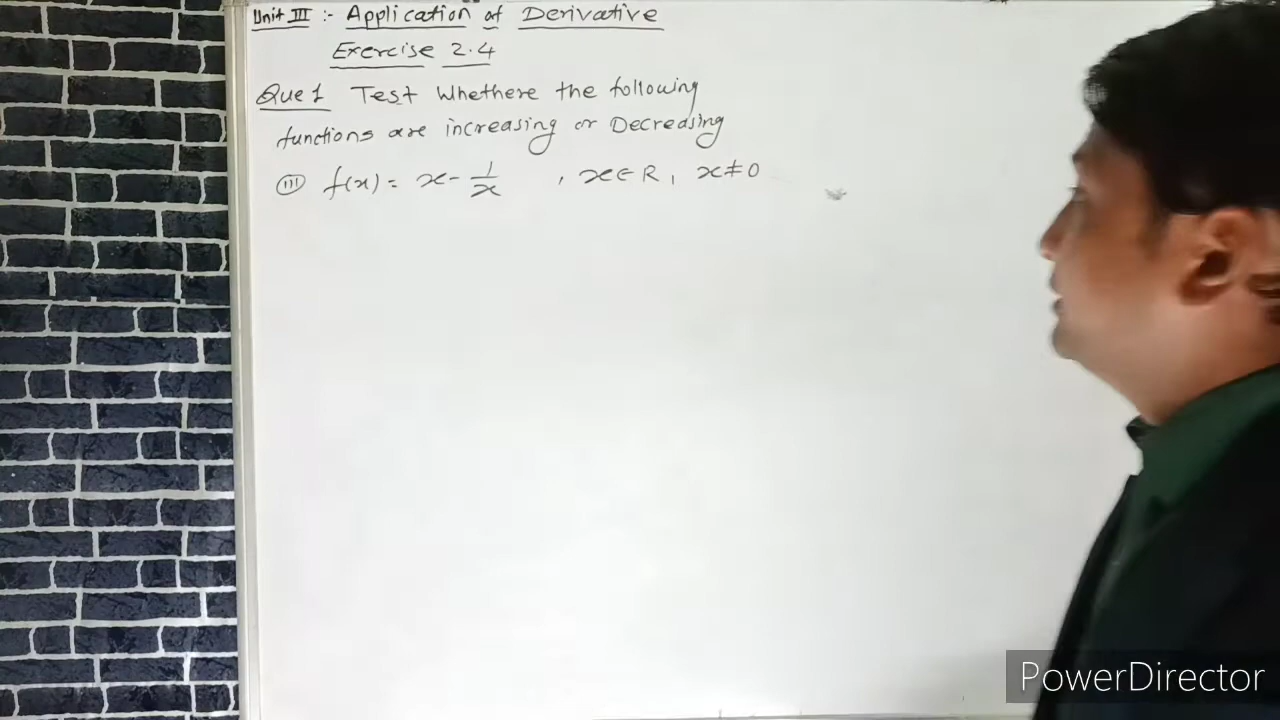 Unit III :- Application of Derivative
Exercise 2.4
Que 1 Test Whethere the following
functions are increasing or Decreasing
(III) f(x) = x - 1/x , x ∈ R, x ≠ 0
PowerDirector